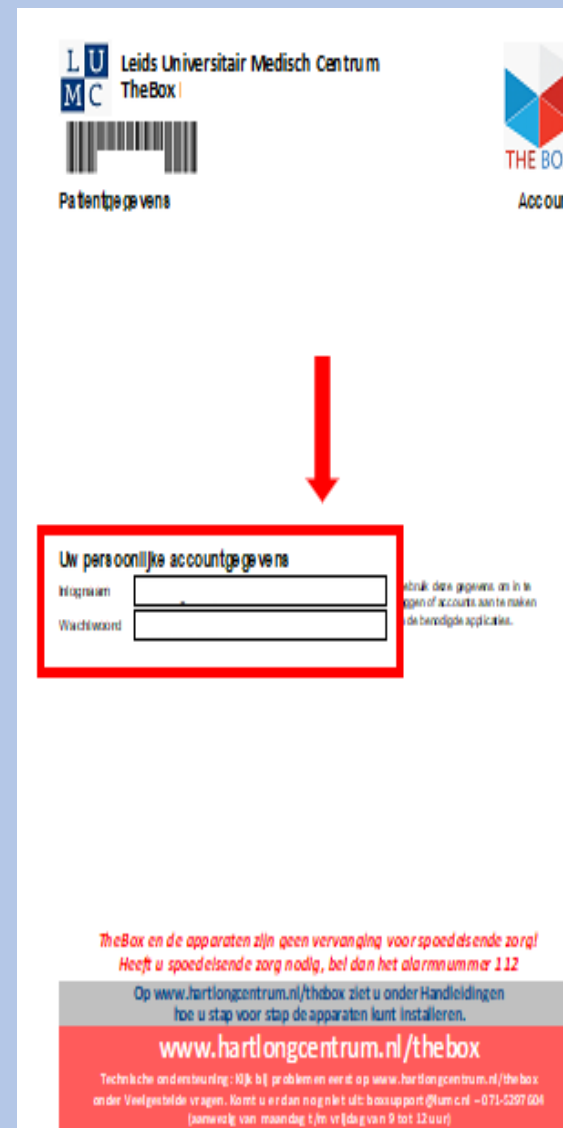 L U
M C
Leids Universitair Medisch Centrum
TheBox
THE BO
Patiëntgegevens
Accoun
Uw persoonlijke accountgegevens
Inlognaam
Wachtwoord
ebruik deze gegevens om in te
ggen of accounts aan te maken
de benodigde applicaties.
TheBox en de apparaten zijn geen vervanging voor spoedeisende zorg!
Heeft u spoedeisende zorg nodig, bel dan het alarmnummer 112
Op www.hartlongcentrum.nl/thebox ziet u onder Handleidingen
hoe u stap voor stap de apparaten kunt installeren.
www.hartlongcentrum.nl/thebox
Technische ondersteuning: Kijk bij problemen eerst op www.hartlongcentrum.nl/thebox
onder Veelgestelde vragen. Komt u er dan nog niet uit: boxsupport@lumc.nl – 071-5297604
(aanwezig van maandag t/m vrijdag van 9 tot 12 uur)